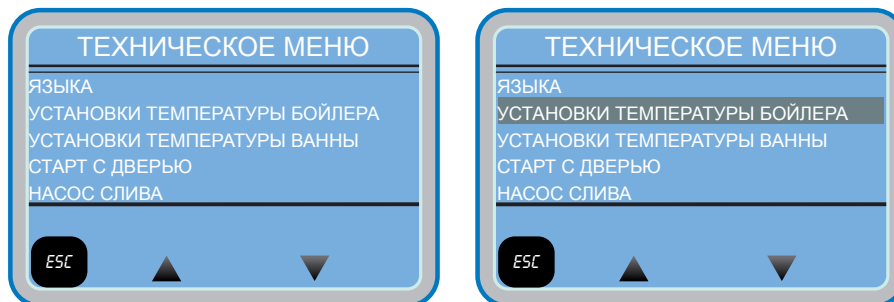 ТЕХНИЧЕСКОЕ МЕНЮ
ЯЗЫКА
УСТАНОВКИ ТЕМПЕРАТУРЫ БОЙЛЕРА
УСТАНОВКИ ТЕМПЕРАТУРЫ ВАННЫ
СТАРТ С ДВЕРЬЮ
НАСОС СЛИВА
ESC
ТЕХНИЧЕСКОЕ МЕНЮ
ЯЗЫКА
УСТАНОВКИ ТЕМПЕРАТУРЫ БОЙЛЕРА
УСТАНОВКИ ТЕМПЕРАТУРЫ ВАННЫ
СТАРТ С ДВЕРЬЮ
НАСОС СЛИВА
ESC